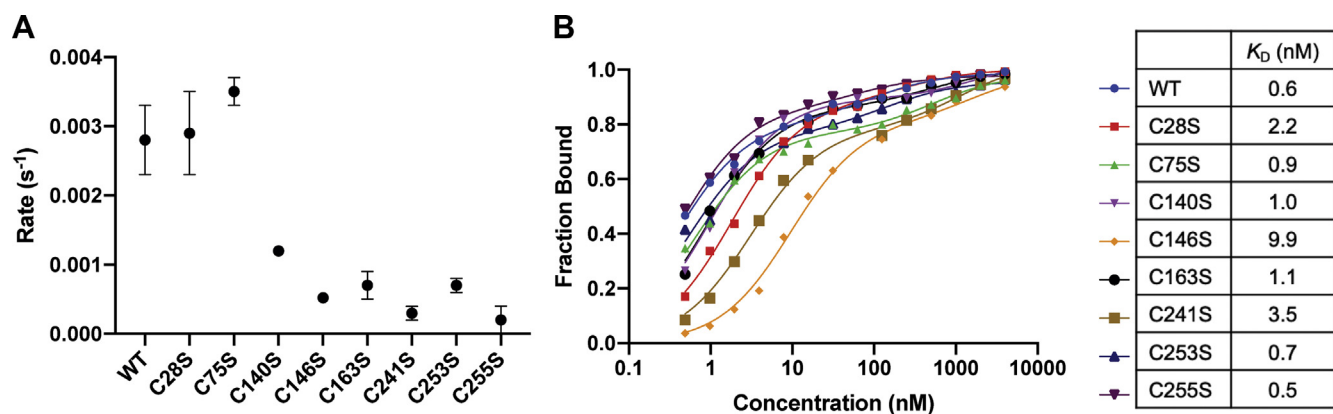 A
Rate (s⁻¹)
0.004
0.003
0.002
0.001
0.000
WT
C28S
C75S
C140S
C146S
C163S
C241S
C253S
C255S
B
Fraction Bound
1.0
0.8
0.6
0.4
0.2
0.0
0.1 1 10 100 1000 10000
Concentration (nM)
K_D (nM)
WT 0.6
C28S 2.2
C75S 0.9
C140S 1.0
C146S 9.9
C163S 1.1
C241S 3.5
C253S 0.7
C255S 0.5